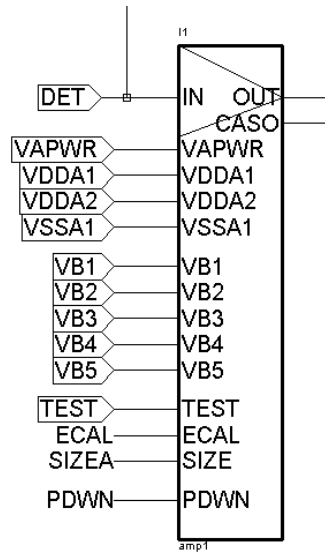 I1
DET IN OUT
CASO
VAPWR VAPWR
VDDA1 VDDA1
VDDA2 VDDA2
VSSA1 VSSA1
VB1 VB1
VB2 VB2
VB3 VB3
VB4 VB4
VB5 VB5
TEST TEST
ECAL ECAL
SIZEA SIZE
PDWN PDWN
amp1